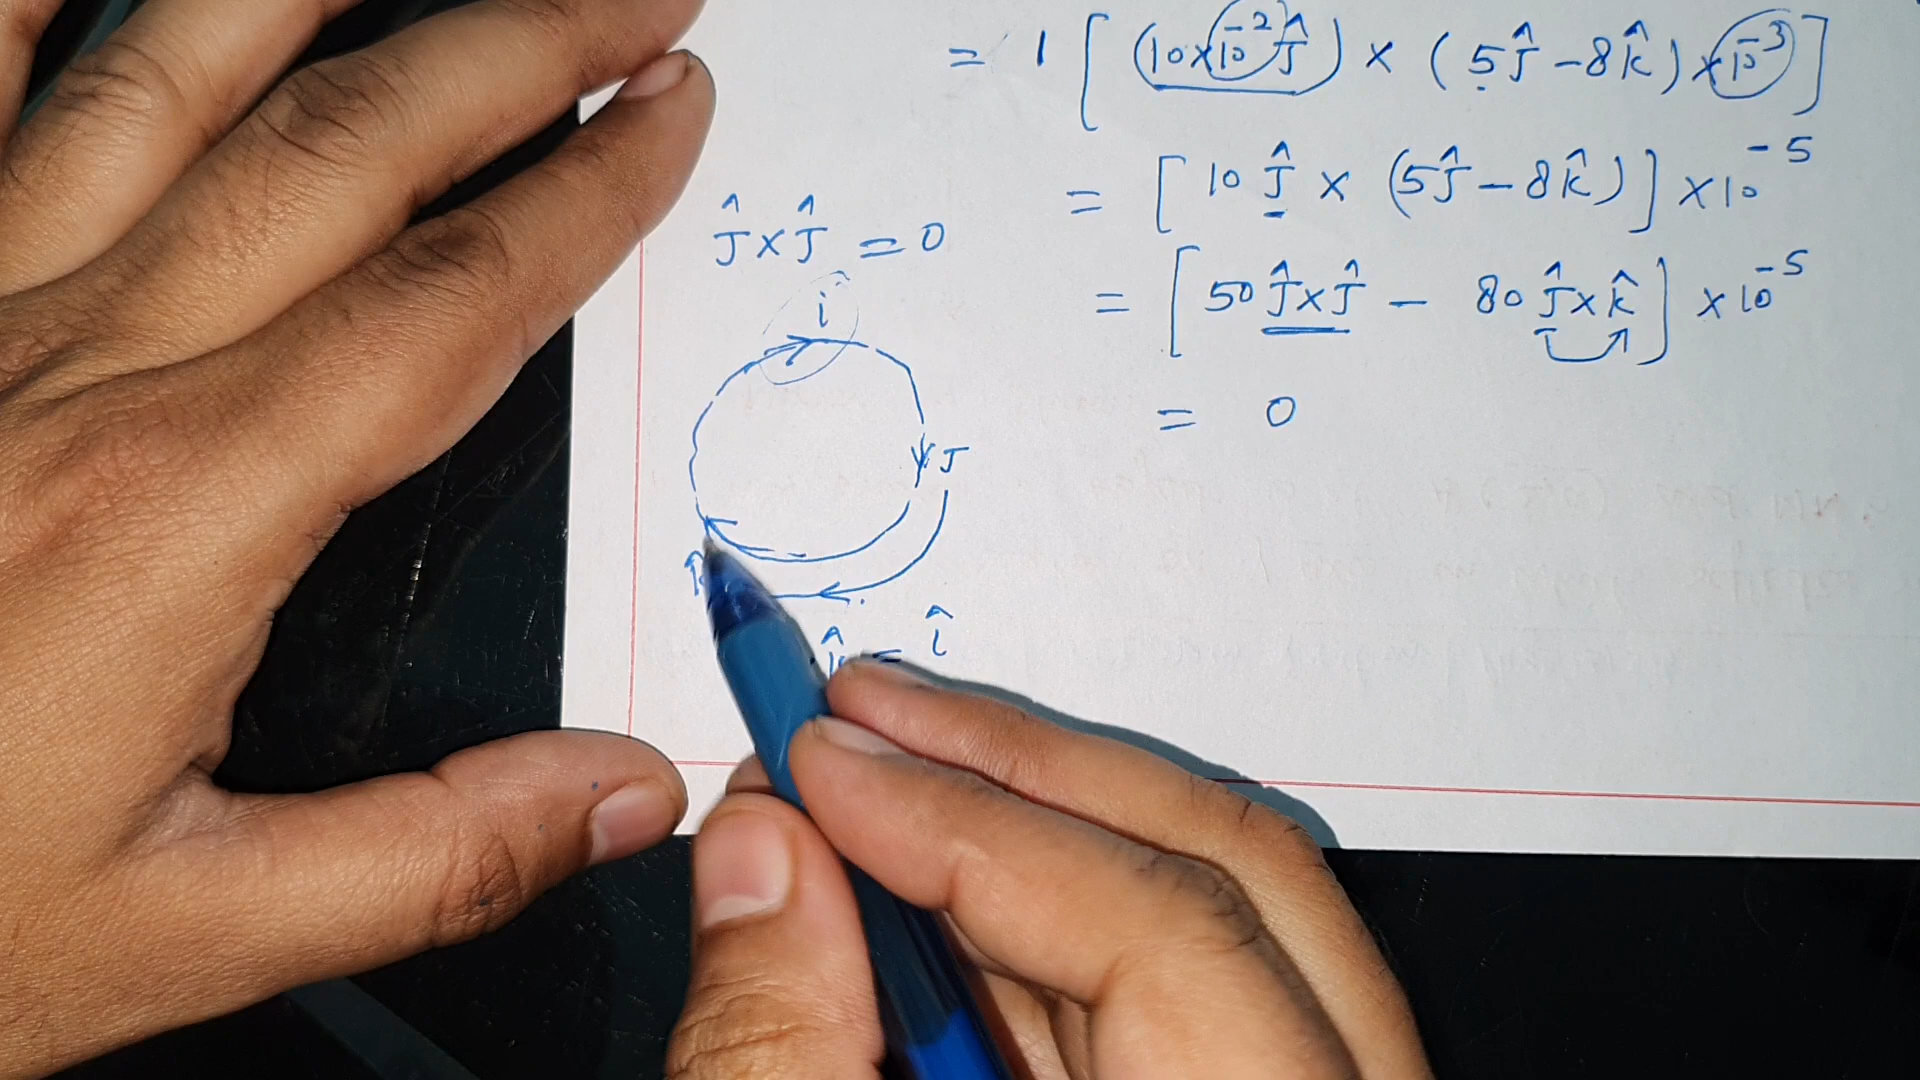 = 1 [ (10×10⁻² Ĵ) × (5Ĵ − 8k̂) × 10⁻³ ]
= [ 10 Ĵ × (5Ĵ − 8k̂) ] × 10⁻⁵
Ĵ × Ĵ = 0
= [ 50 Ĵ×Ĵ − 80 Ĵ×k̂ ] × 10⁻⁵
i
= 0
J
k̂ = î